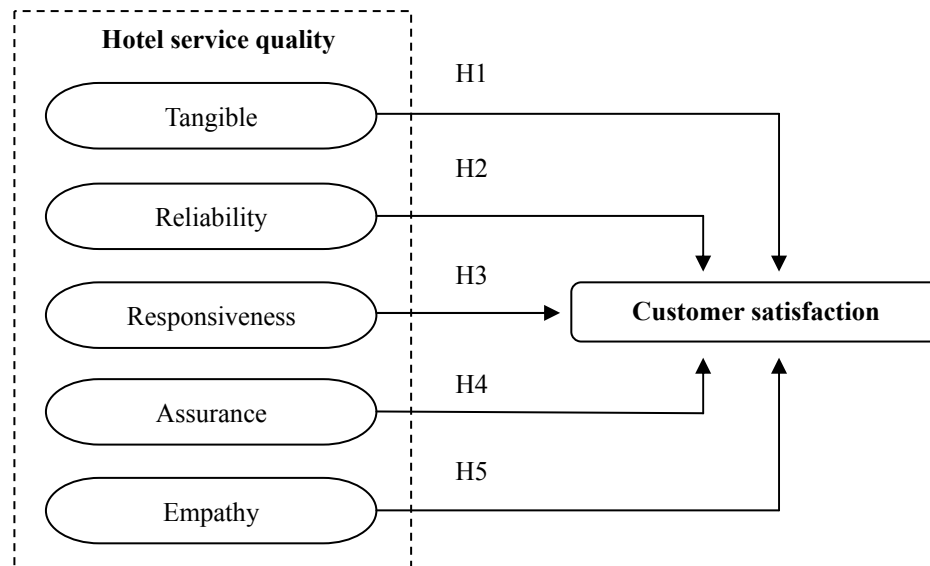 Hotel service quality
H1
Tangible
H2
Reliability
H3
Responsiveness
Customer satisfaction
H4
Assurance
H5
Empathy